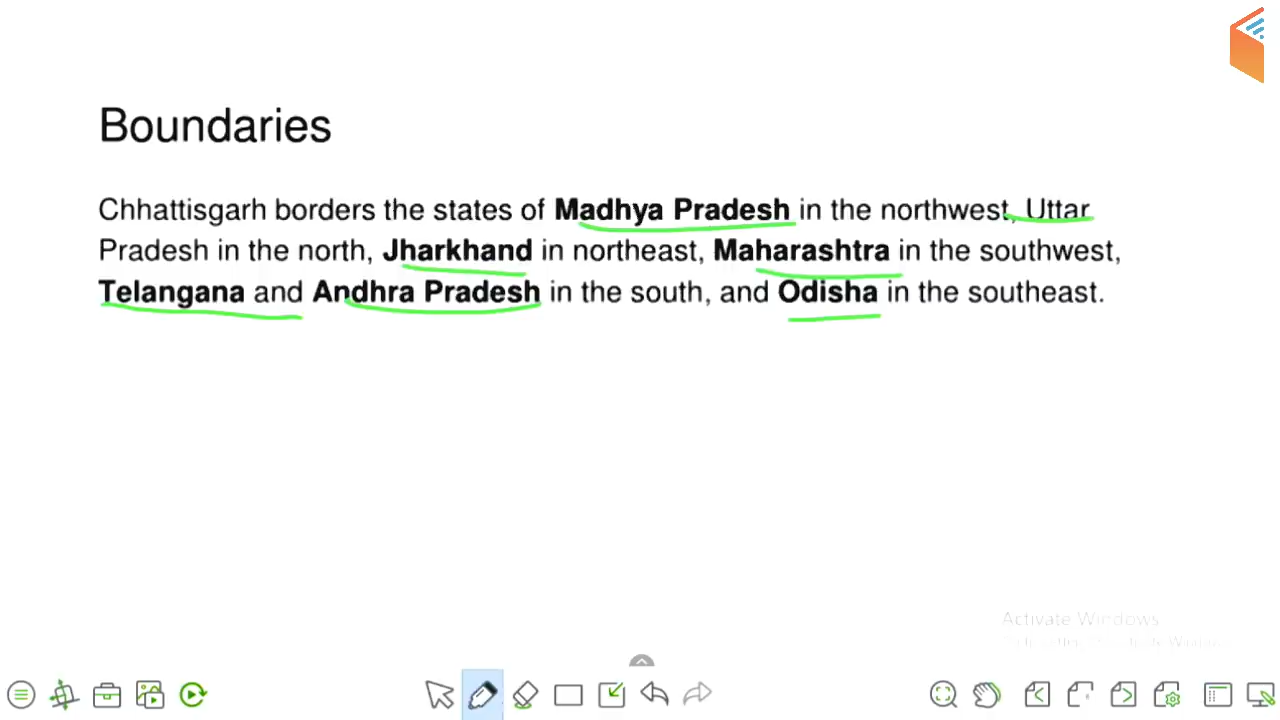 Boundaries
Chhattisgarh borders the states of Madhya Pradesh in the northwest, Uttar
Pradesh in the north, Jharkhand in northeast, Maharashtra in the southwest,
Telangana and Andhra Pradesh in the south, and Odisha in the southeast.
Activate Windows